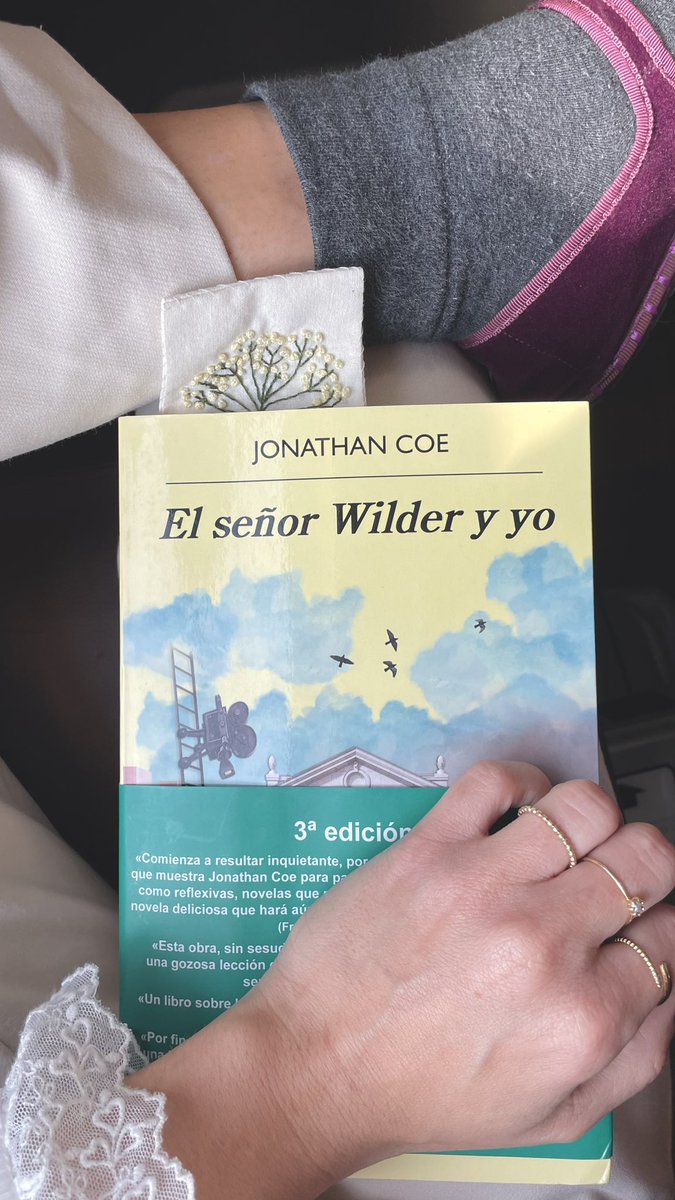 JONATHAN COE
El señor Wilder y yo
3ª edición
«Comienza a resultar inquietante, por
que muestra Jonathan Coe para
como reflexivas, novelas que
novela deliciosa que hará
«Esta obra, sin
una gozosa lección
«Un libro sobre
«Por fin